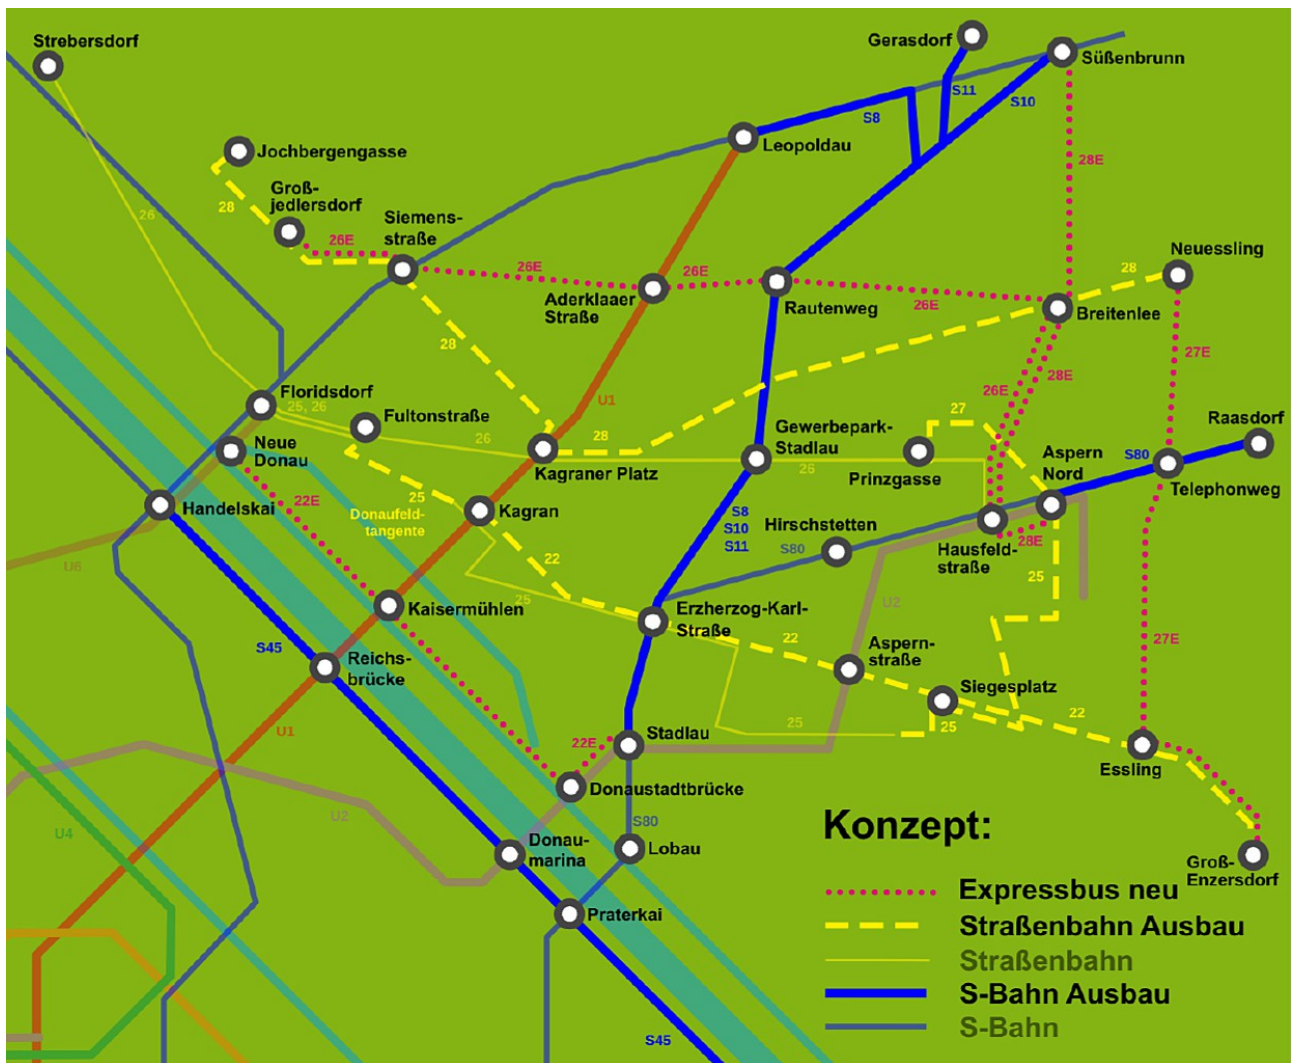 Gerasdorf
Strebersdorf
Süßenbrunn
S11
S10
S8
Leopoldau
Jochbergengasse
28E
Groß-
jedlersdorf
28
26
Siemens-
straße
26E
Neuessling
26E
26E
28
Aderklaaer
Straße
Rautenweg
26E
Breitenlee
28
27E
28E
26E
Floridsdorf
25, 26
Fultonstraße
U1
27
Raasdorf
Gewerbepark-
Stadlau
Neue
Donau
26
28
Kagraner Platz
26
Prinzgasse
Aspern
Nord
S80
Telephonweg
22E
25
Donaufeld-
tangente
Handelskai
Kagran
S8
S10
S11
Hirschstetten
S80
Hausfeld-
straße
28E
U6
22
25
25
U2
Kaisermühlen
Erzherzog-Karl-
Straße
22
27E
S45
Reichs-
brücke
Aspern-
straße
Siegesplatz
22
25
25
U1
22E
Stadlau
Essling
Donaustadtbrücke
U2
U4
S80
Donau-
marina
Lobau
Groß-
Enzersdorf
Praterkai
S45
Konzept:
Expressbus neu
Straßenbahn Ausbau
Straßenbahn
S-Bahn Ausbau
S-Bahn